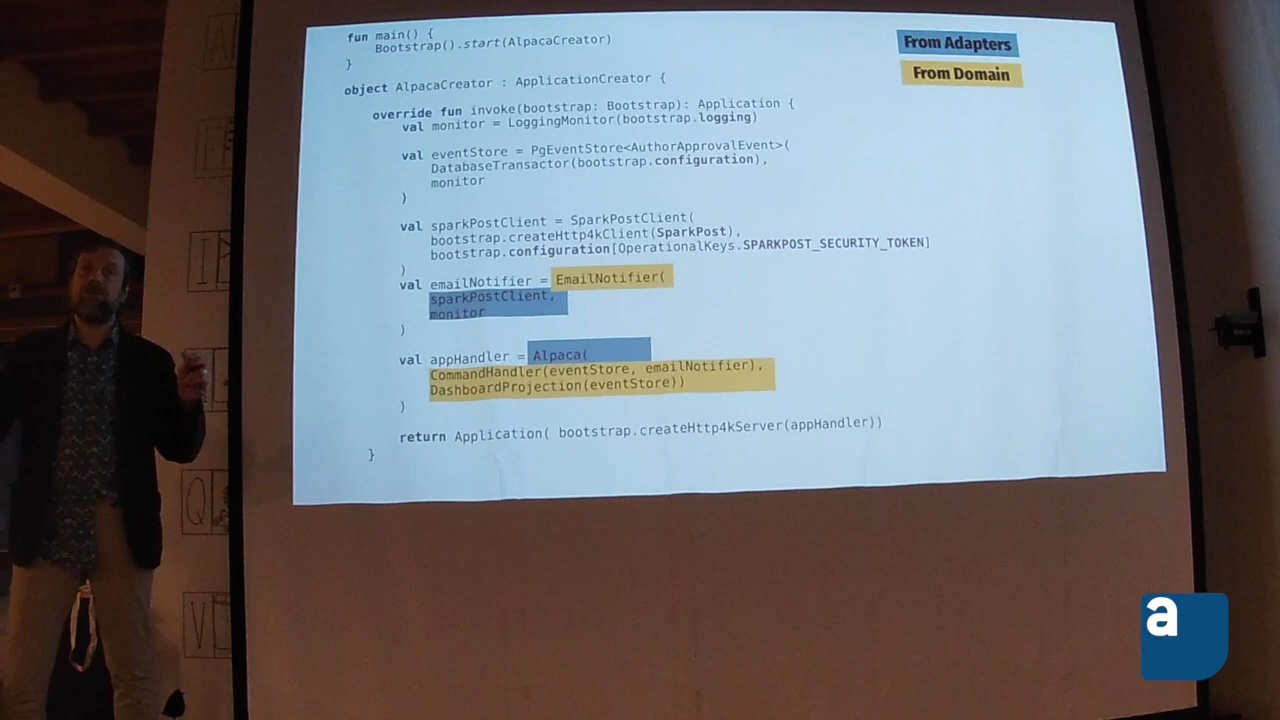 fun main() {
Bootstrap().start(AlpacaCreator)
}
object AlpacaCreator : ApplicationCreator {
override fun invoke(bootstrap: Bootstrap): Application {
val monitor = LoggingMonitor(bootstrap.logging)
val eventStore = PgEventStore<AuthorApprovalEvent>(
DatabaseTransactor(bootstrap.configuration),
monitor
)
val sparkPostClient = SparkPostClient(
bootstrap.createHttp4kClient(SparkPost),
bootstrap.configuration[OperationalKeys.SPARKPOST_SECURITY_TOKEN]
)
val emailNotifier = EmailNotifier(
sparkPostClient,
monitor
)
val appHandler = Alpaca(
CommandHandler(eventStore, emailNotifier),
DashboardProjection(eventStore))
)
return Application( bootstrap.createHttp4kServer(appHandler))
}
From Adapters
From Domain
I
Q
V
a